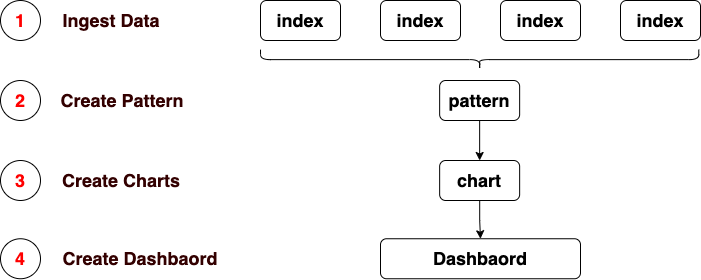 1 Ingest Data index index index index
2 Create Pattern pattern
3 Create Charts chart
4 Create Dashbaord Dashbaord